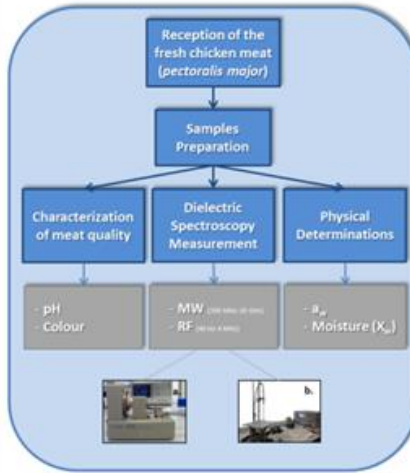 Reception of the
fresh chicken meat
(pectoralis major)
Samples
Preparation
Characterization
of meat quality
Dielectric
Spectroscopy
Measurement
Physical
Determinations
- pH
- Colour
- MW
- RF
- aw
- Moisture (Xw)
b.